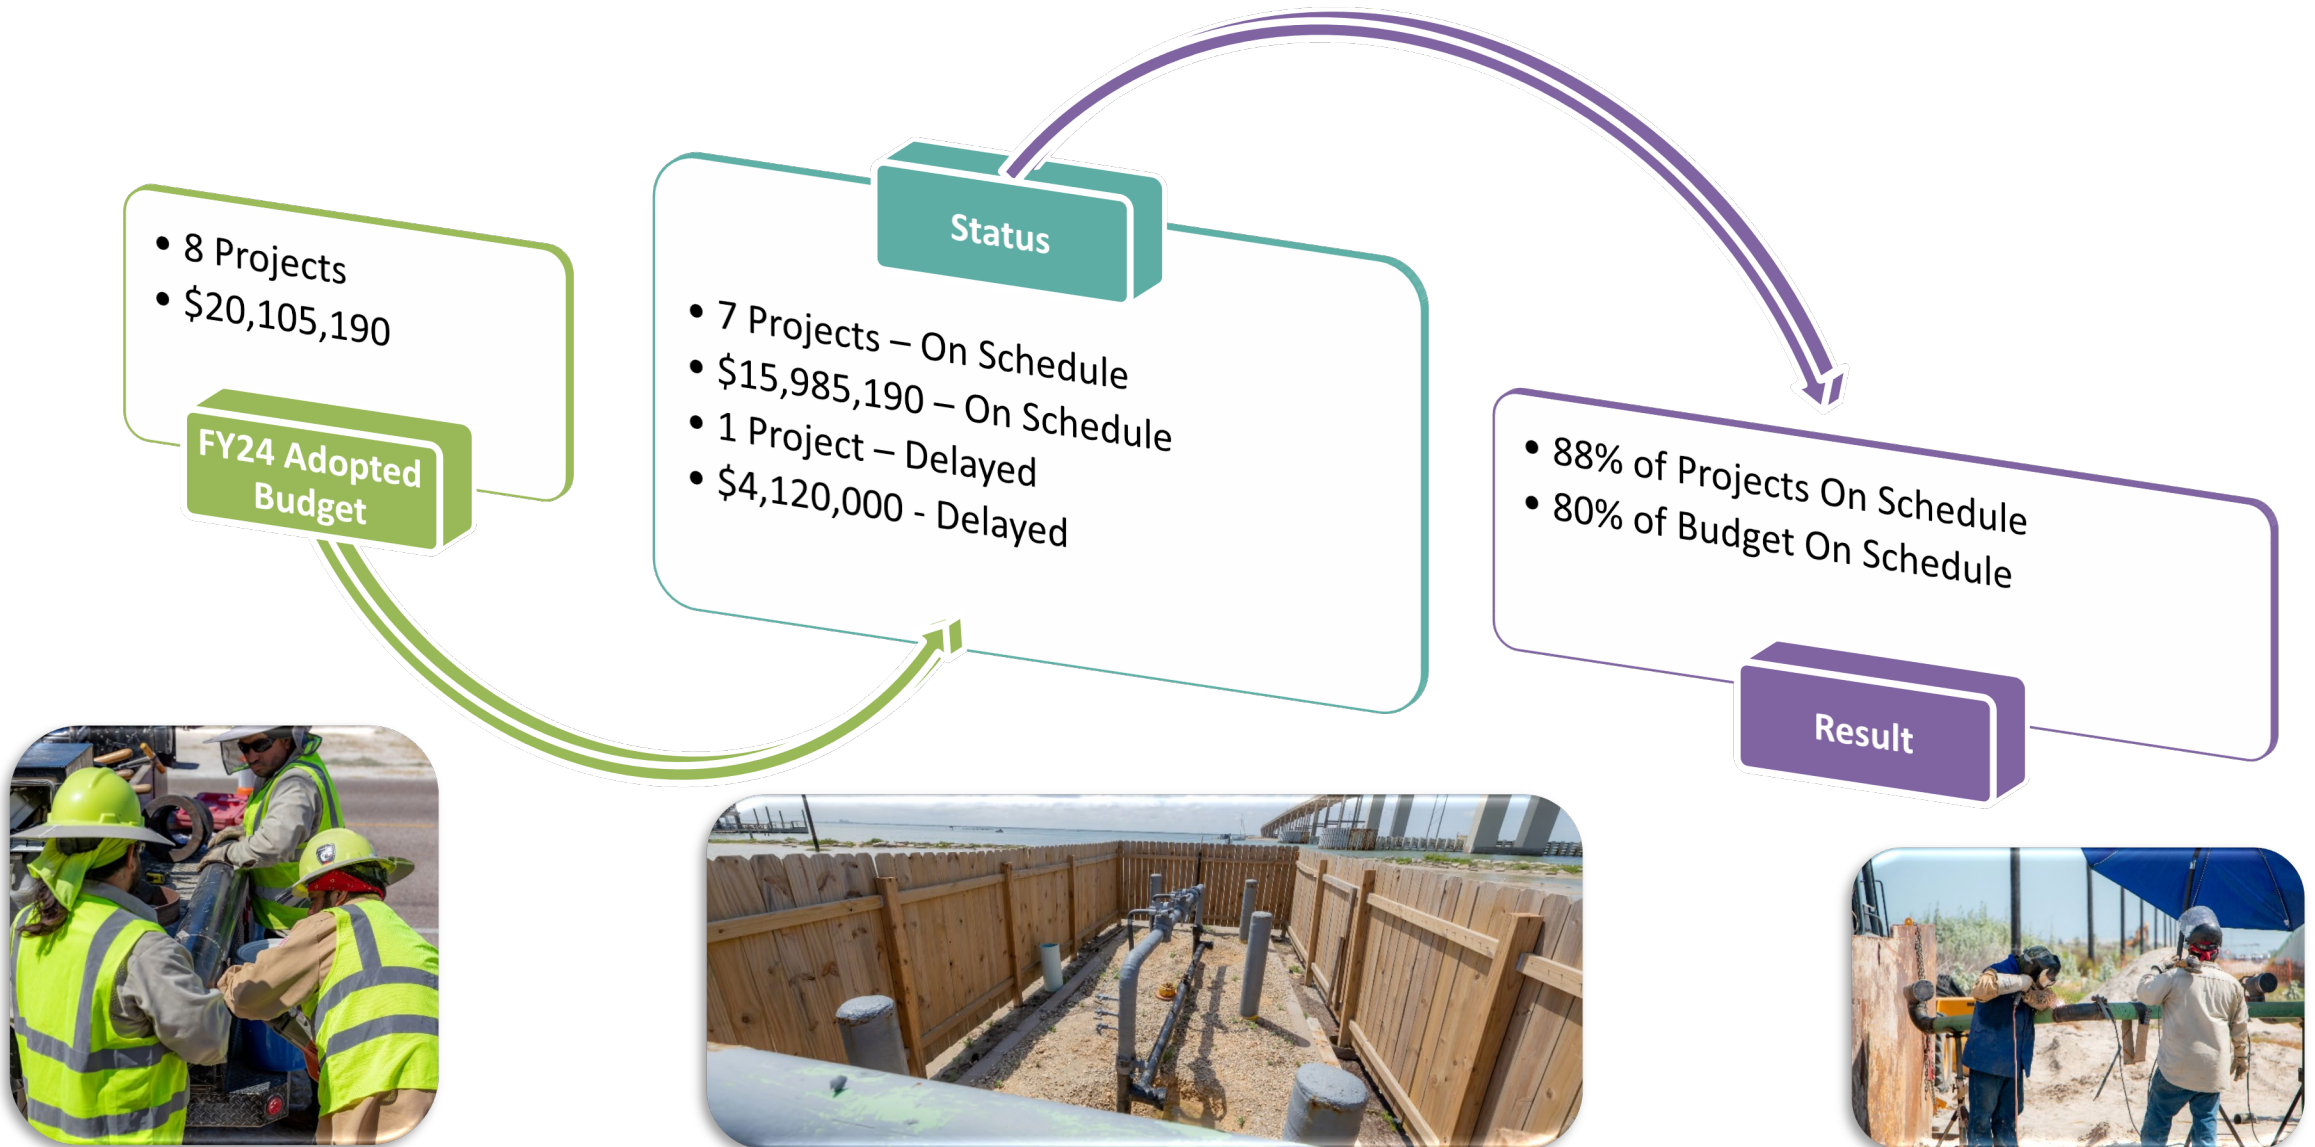 • 8 Projects
• $20,105,190
FY24 Adopted
Budget
Status
• 7 Projects – On Schedule
• $15,985,190 – On Schedule
• 1 Project – Delayed
• $4,120,000 - Delayed
• 88% of Projects On Schedule
• 80% of Budget On Schedule
Result